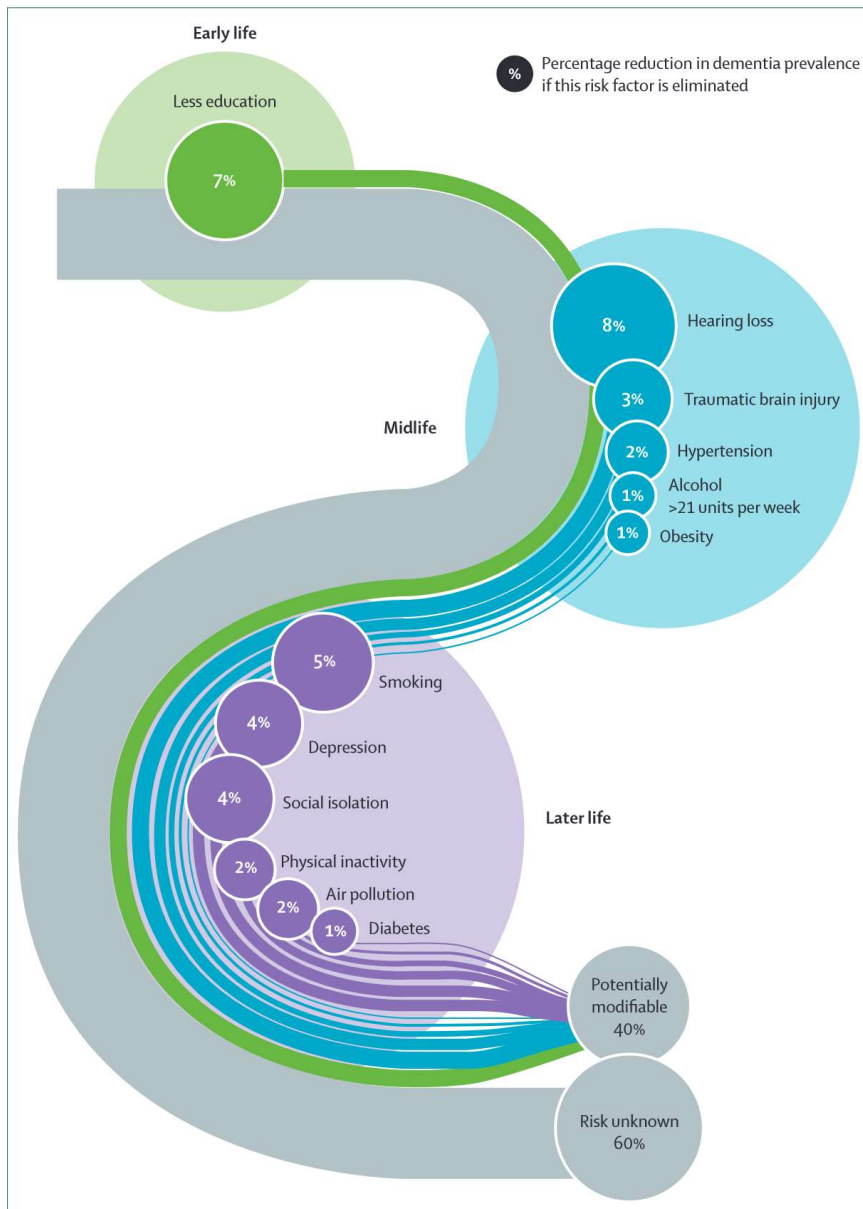 Early life
% Percentage reduction in dementia prevalence
if this risk factor is eliminated
Less education
7%
8%
Hearing loss
3%
Traumatic brain injury
Midlife
2%
Hypertension
1%
Alcohol
>21 units per week
1%
Obesity
5%
Smoking
4%
Depression
4%
Social isolation
Later life
2%
Physical inactivity
2%
Air pollution
1%
Diabetes
Potentially
modifiable
40%
Risk unknown
60%